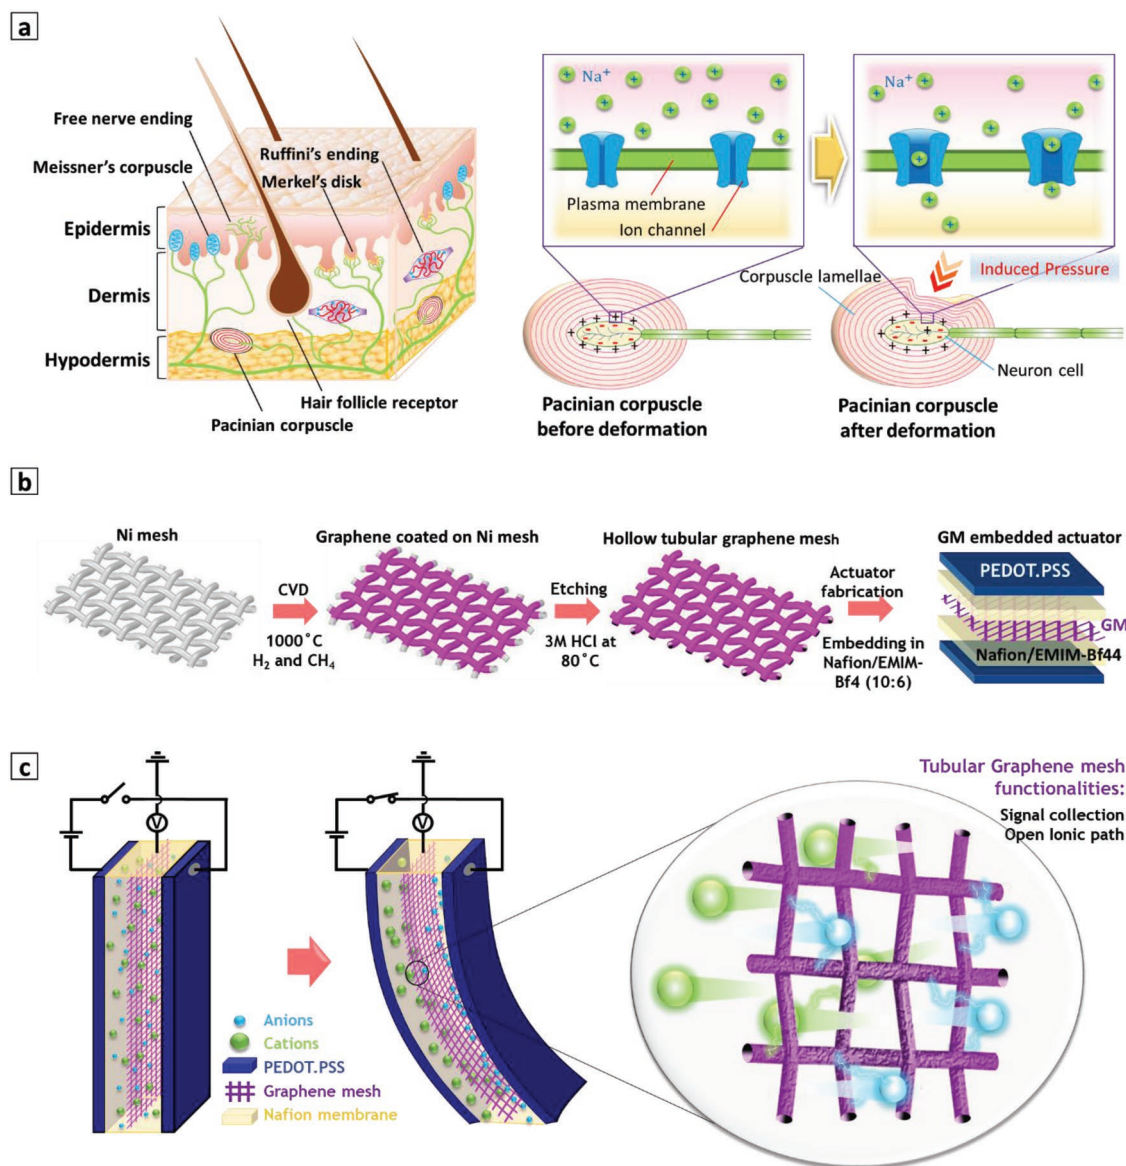 a
Free nerve ending
Meissner's corpuscle
Ruffini's ending
Merkel's disk
Epidermis
Dermis
Hypodermis
Hair follicle receptor
Pacinian corpuscle
Na⁺
Plasma membrane
Ion channel
Na⁺
Corpuscle lamellae
Induced Pressure
Neuron cell
Pacinian corpuscle
before deformation
Pacinian corpuscle
after deformation
b
Ni mesh
CVD
1000˚C
H₂ and CH₄
Graphene coated on Ni mesh
Etching
3M HCl at
80˚C
Hollow tubular graphene mesh
Actuator
fabrication
Embedding in
Nafion/EMIM-
Bf4 (10:6)
GM embedded actuator
PEDOT.PSS
GM
Nafion/EMIM-Bf44
c
V
V
Anions
Cations
PEDOT.PSS
Graphene mesh
Nafion membrane
Tubular Graphene mesh
functionalities:
Signal collection
Open Ionic path